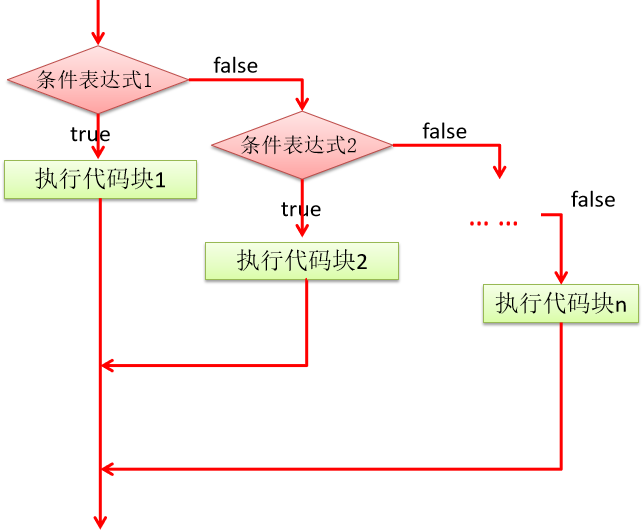 条件表达式1
false
true
条件表达式2
false
执行代码块1
true
false
... ...
执行代码块2
执行代码块n